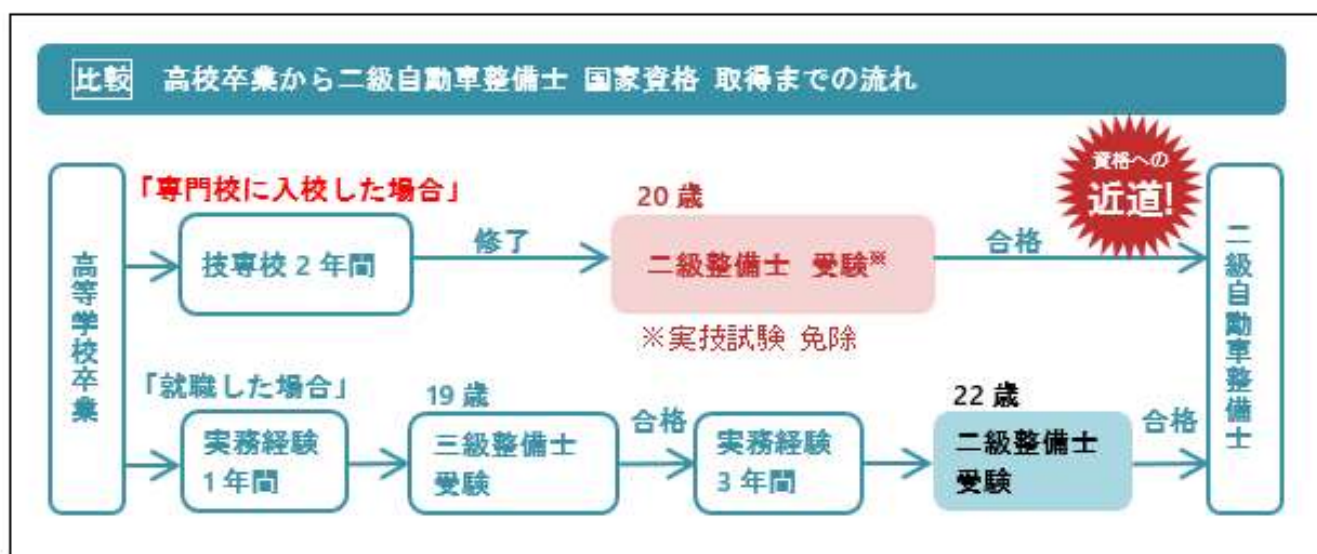 比較 高校卒業から二級自動車整備士 国家資格 取得までの流れ
資格への
近道!
高等学校卒業
「専門校に入校した場合」
技専校2年間
修了
20歳
二級整備士 受験※
※実技試験 免除
合格
「就職した場合」
実務経験
1年間
19歳
三級整備士
受験
合格
実務経験
3年間
22歳
二級整備士
受験
合格
二級自動車整備士